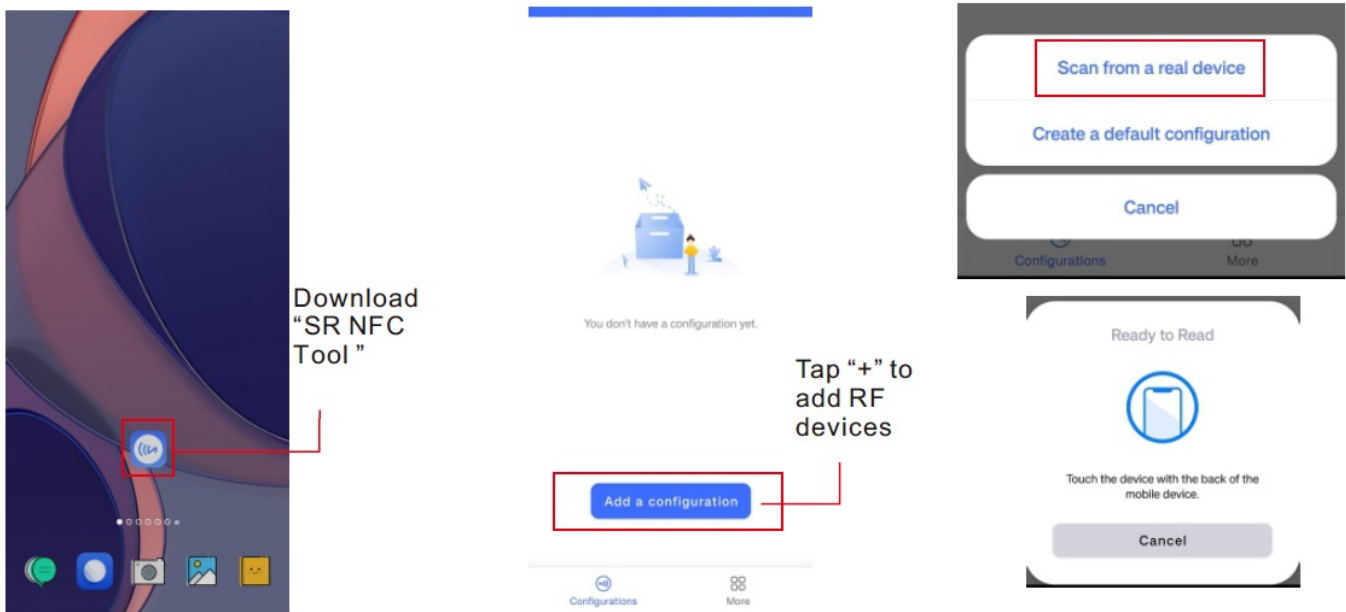 Download
“SR NFC
Tool ”
You don't have a configuration yet.
Tap “+” to
add RF
devices
Add a configuration
Configurations
More
Scan from a real device
Create a default configuration
Cancel
Configurations
More
Ready to Read
Touch the device with the back of the
mobile device.
Cancel